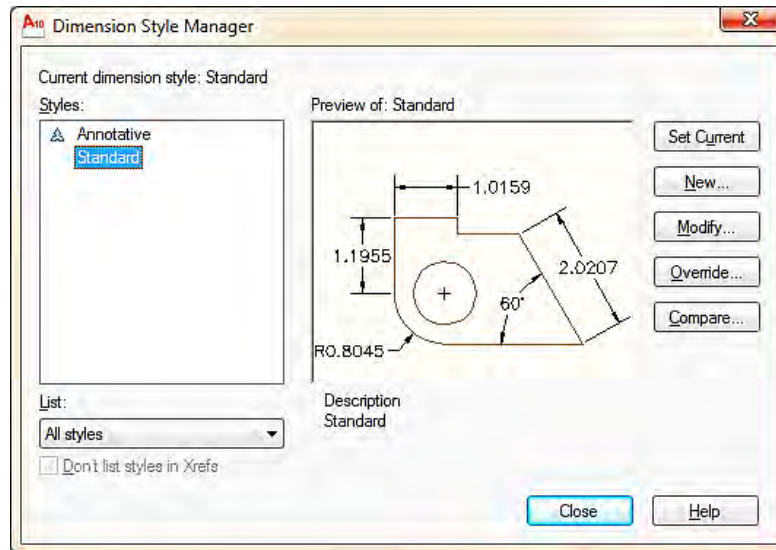 A10 Dimension Style Manager
Current dimension style: Standard
Styles:
Annotative
Standard
Preview of: Standard
1.0159
1.1955
2.0207
60°
R0.8045
Set Current
New...
Modify...
Override...
Compare...
List:
All styles
Don't list styles in Xrefs
Description
Standard
Close
Help